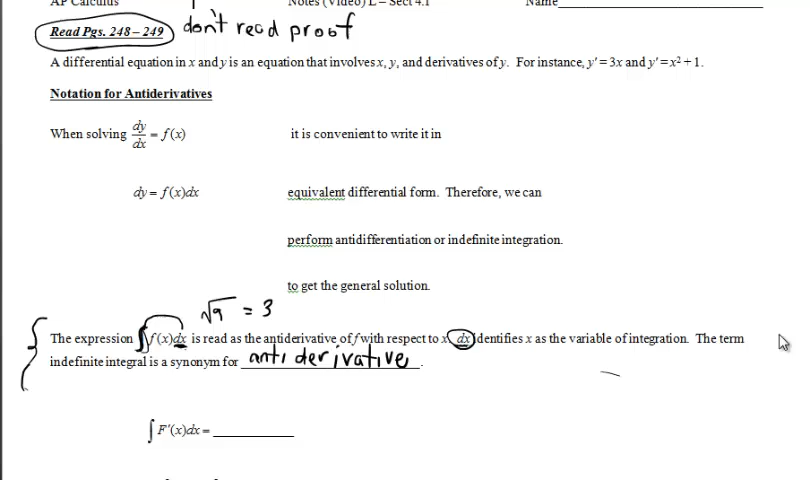 AP Calculus Notes (Video) L – Sect 4.1 Name
Read Pgs. 248 – 249 don't read proof
A differential equation in x and y is an equation that involves x, y, and derivatives of y. For instance, y' = 3x and y' = x² + 1.
Notation for Antiderivatives
When solving dy/dx = f(x) it is convenient to write it in
dy = f(x)dx equivalent differential form. Therefore, we can
perform antidifferentiation or indefinite integration.
to get the general solution.
√9 = 3
The expression ∫f(x)dx is read as the antiderivative of f with respect to x dx identifies x as the variable of integration. The term
indefinite integral is a synonym for antiderivative.
∫F'(x)dx =